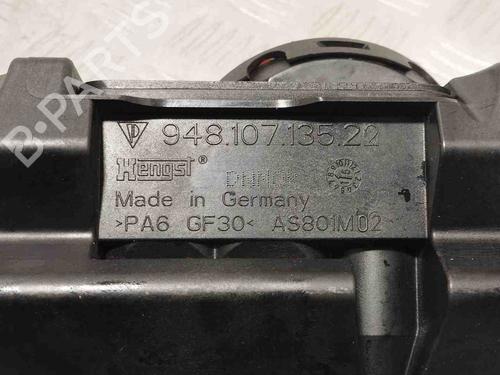 948.107.135.22
Hengst®
Made in Germany
>PA6 GF30< AS801M02
B-PARTS